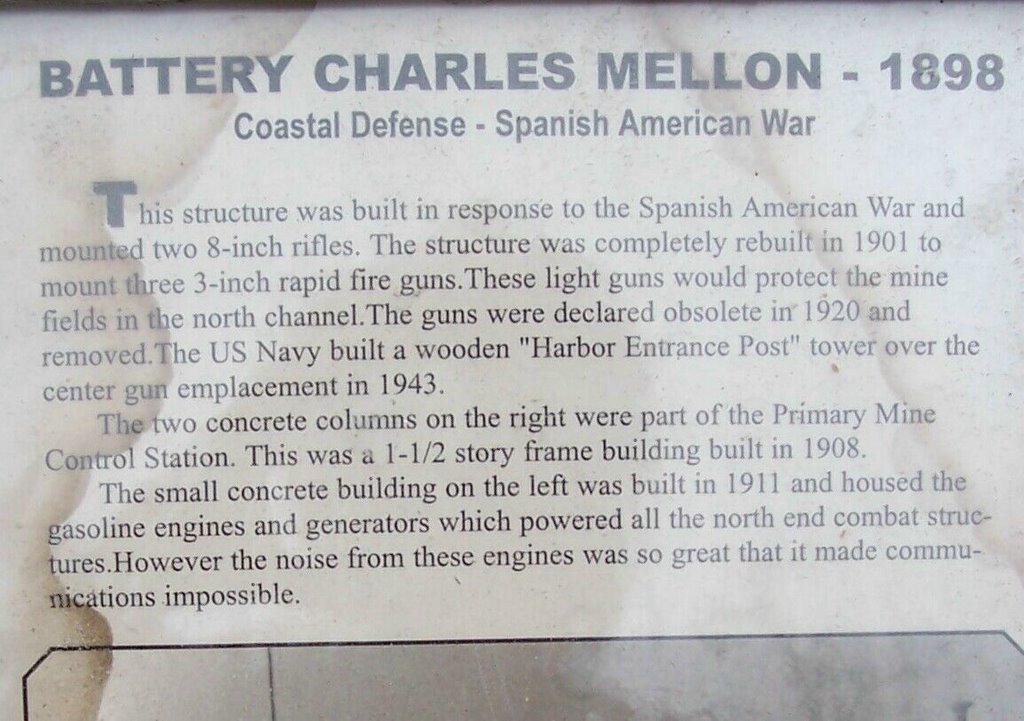 BATTERY CHARLES MELLON - 1898
Coastal Defense - Spanish American War
This structure was built in response to the Spanish American War and
mounted two 8-inch rifles. The structure was completely rebuilt in 1901 to
mount three 3-inch rapid fire guns.These light guns would protect the mine
fields in the north channel.The guns were declared obsolete in 1920 and
removed.The US Navy built a wooden "Harbor Entrance Post" tower over the
center gun emplacement in 1943.
The two concrete columns on the right were part of the Primary Mine
Control Station. This was a 1-1/2 story frame building built in 1908.
The small concrete building on the left was built in 1911 and housed the
gasoline engines and generators which powered all the north end combat struc-
tures.However the noise from these engines was so great that it made commu-
nications impossible.